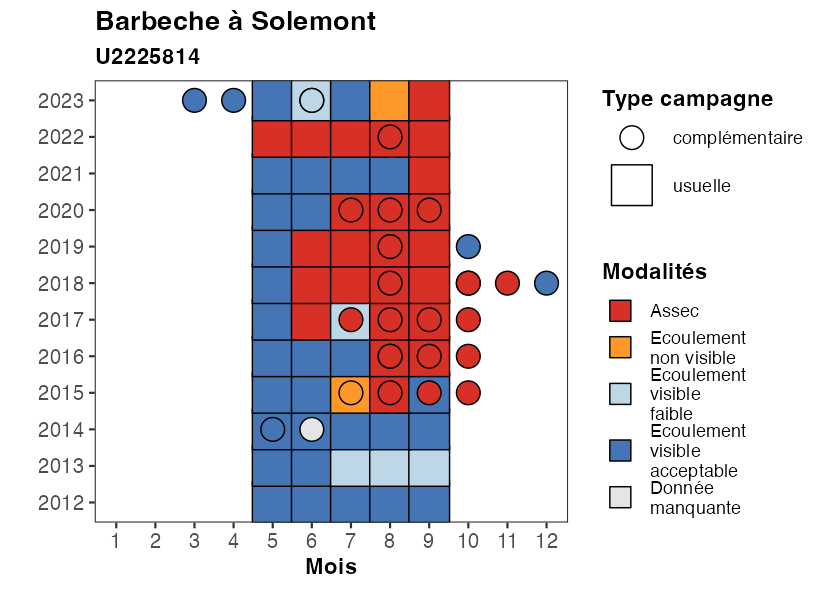 Barbeche à Solemont
U2225814
2023
2022
2021
2020
2019
2018
2017
2016
2015
2014
2013
2012
1 2 3 4 5 6 7 8 9 10 11 12
Mois
Type campagne
complémentaire
usuelle
Modalités
Assec
Ecoulement
non visible
Ecoulement
visible
faible
Ecoulement
visible
acceptable
Donnée
manquante